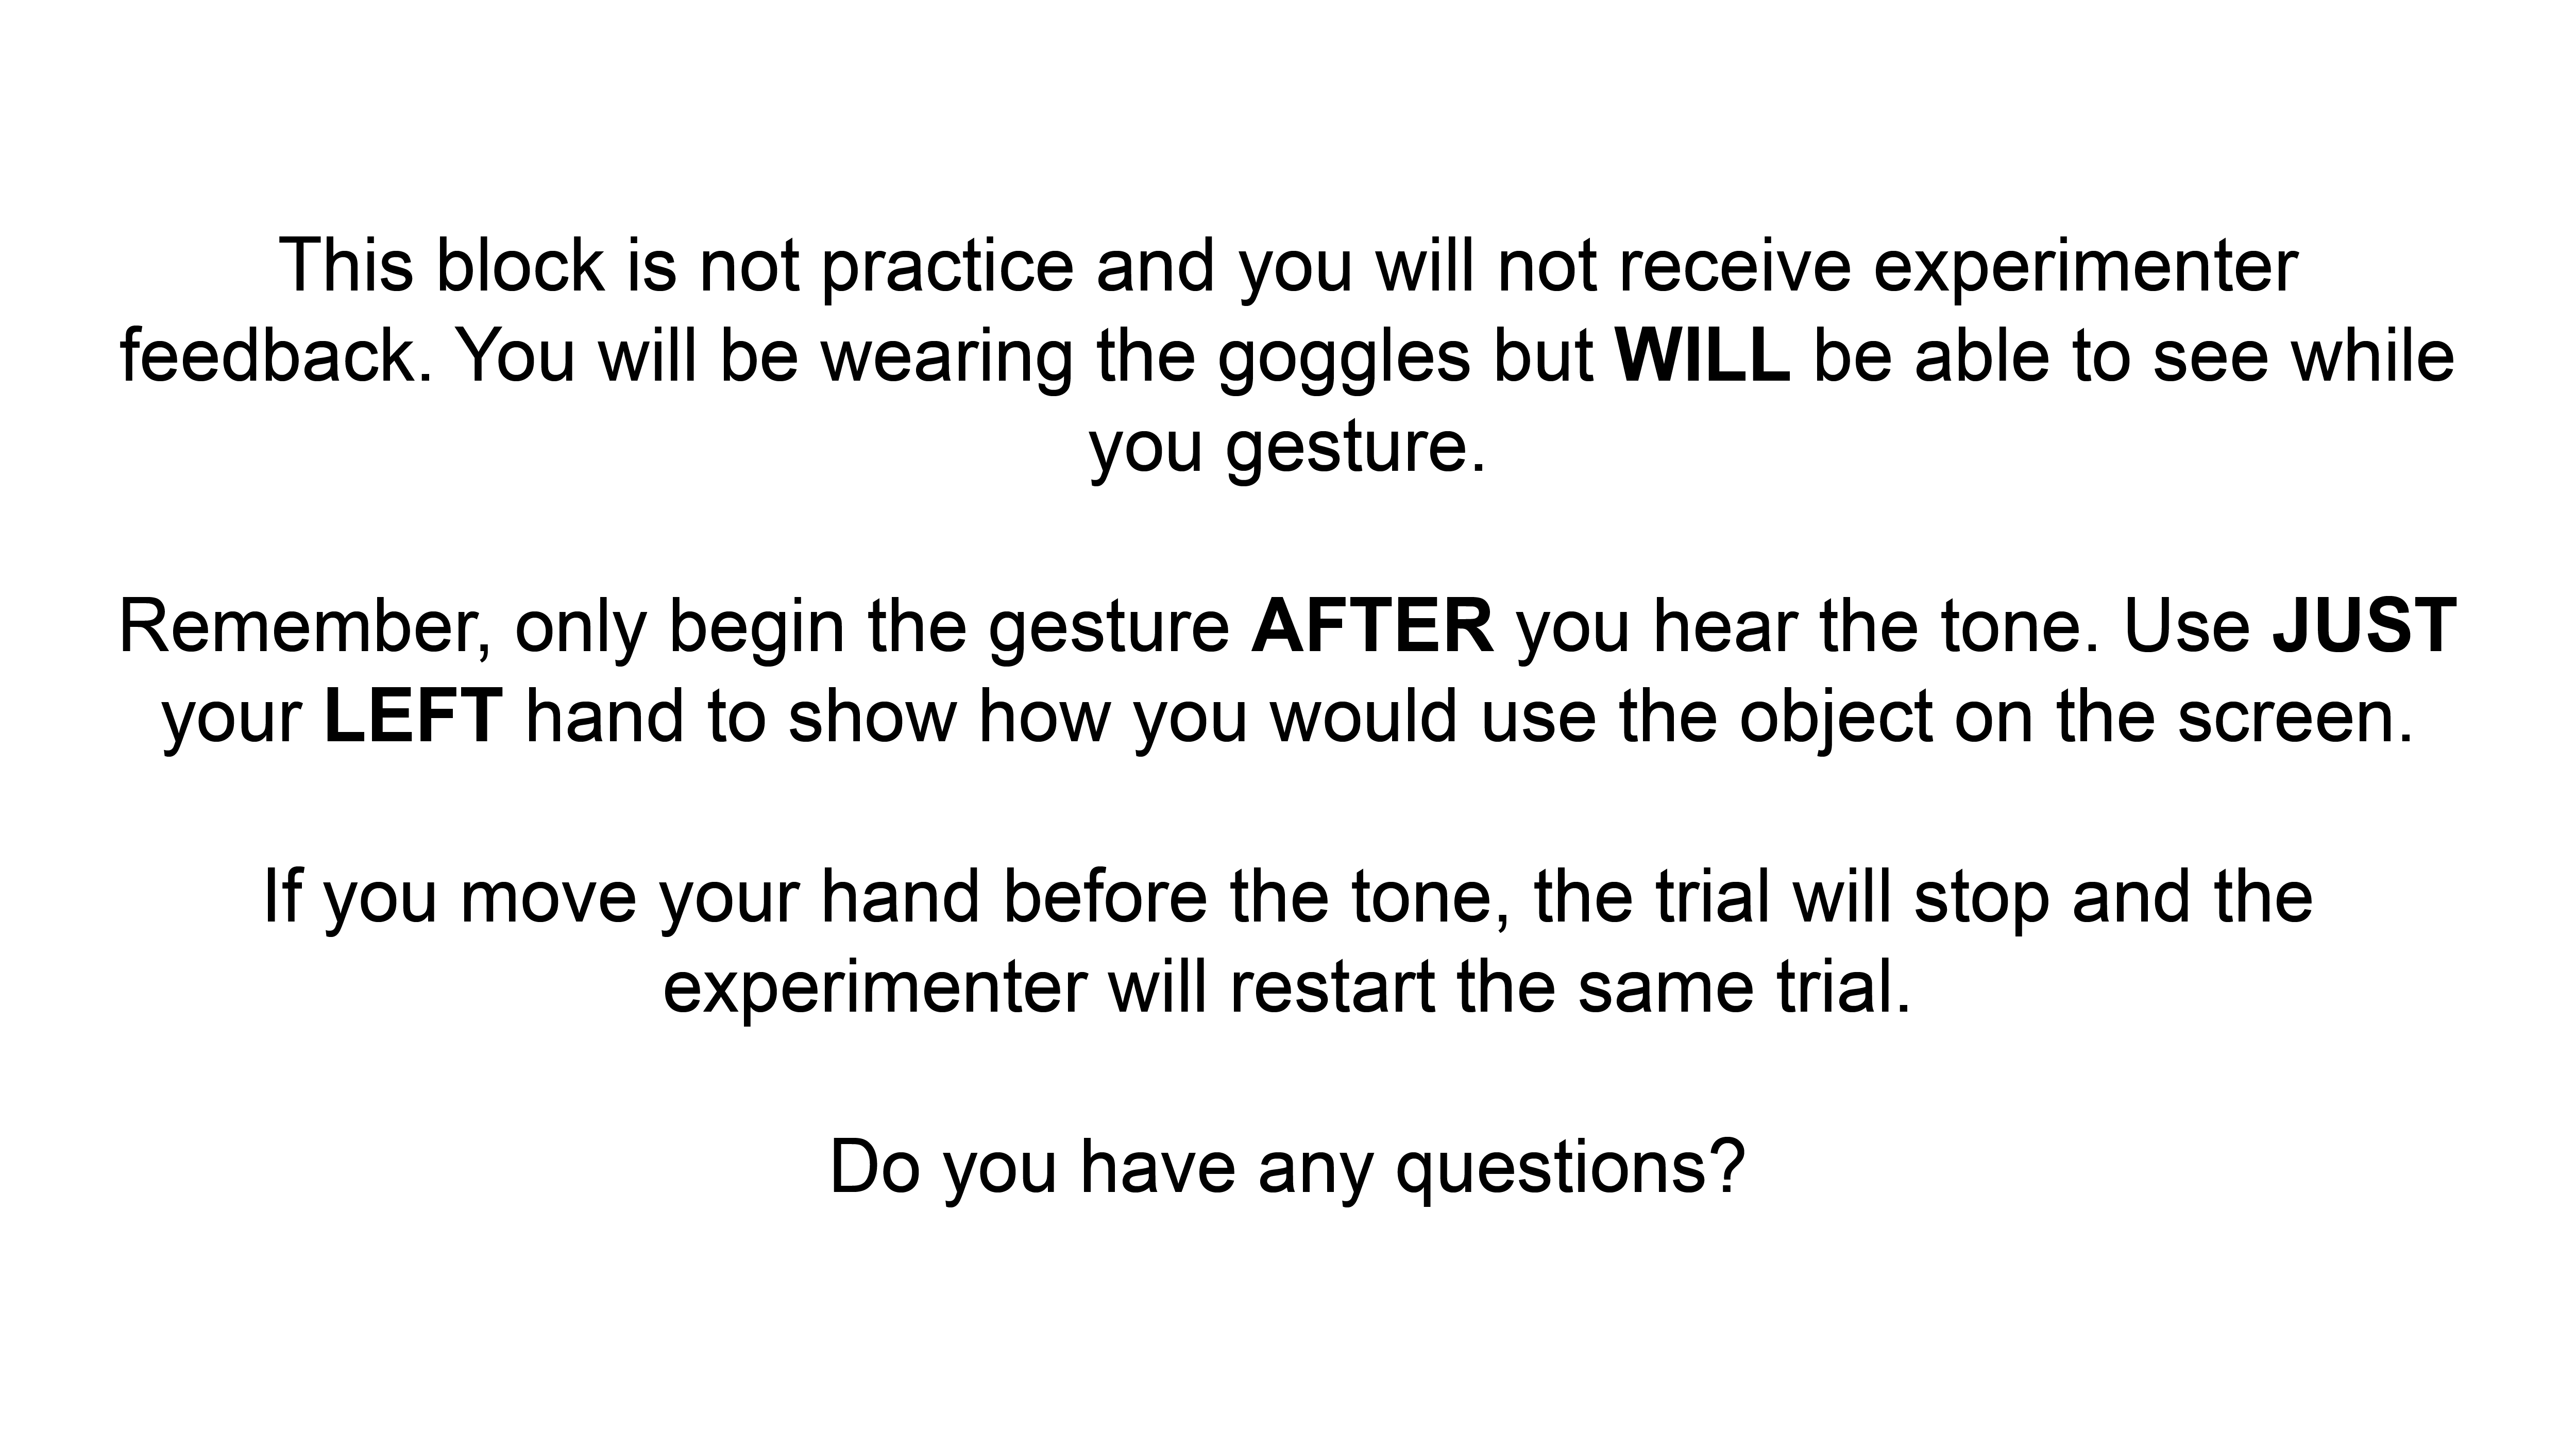 This block is not practice and you will not receive experimenter
feedback. You will be wearing the goggles but WILL be able to see while
you gesture.
Remember, only begin the gesture AFTER you hear the tone. Use JUST
your LEFT hand to show how you would use the object on the screen.
If you move your hand before the tone, the trial will stop and the
experimenter will restart the same trial.
Do you have any questions?